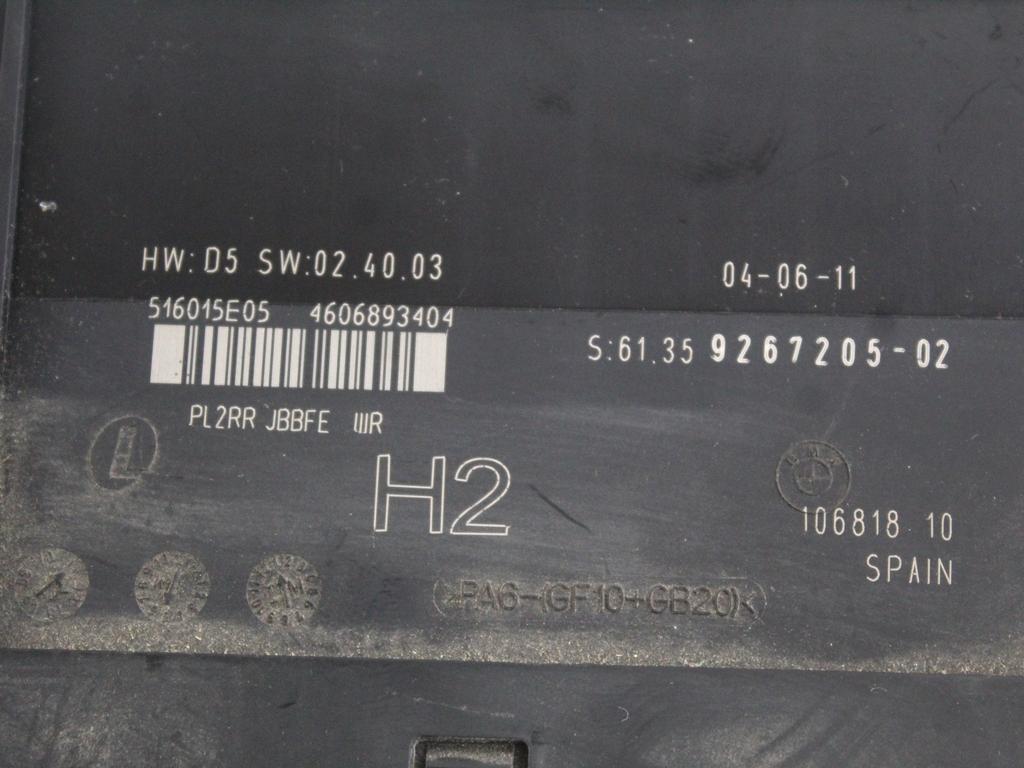 HW: D5 SW:02.40.03
04-06-11
516015E05 4606893404
S:61.35 9267205-02
PL2RR JBBFE
H2
BMW
106818 10
SPAIN
>PA6-(GF10+GB20)<